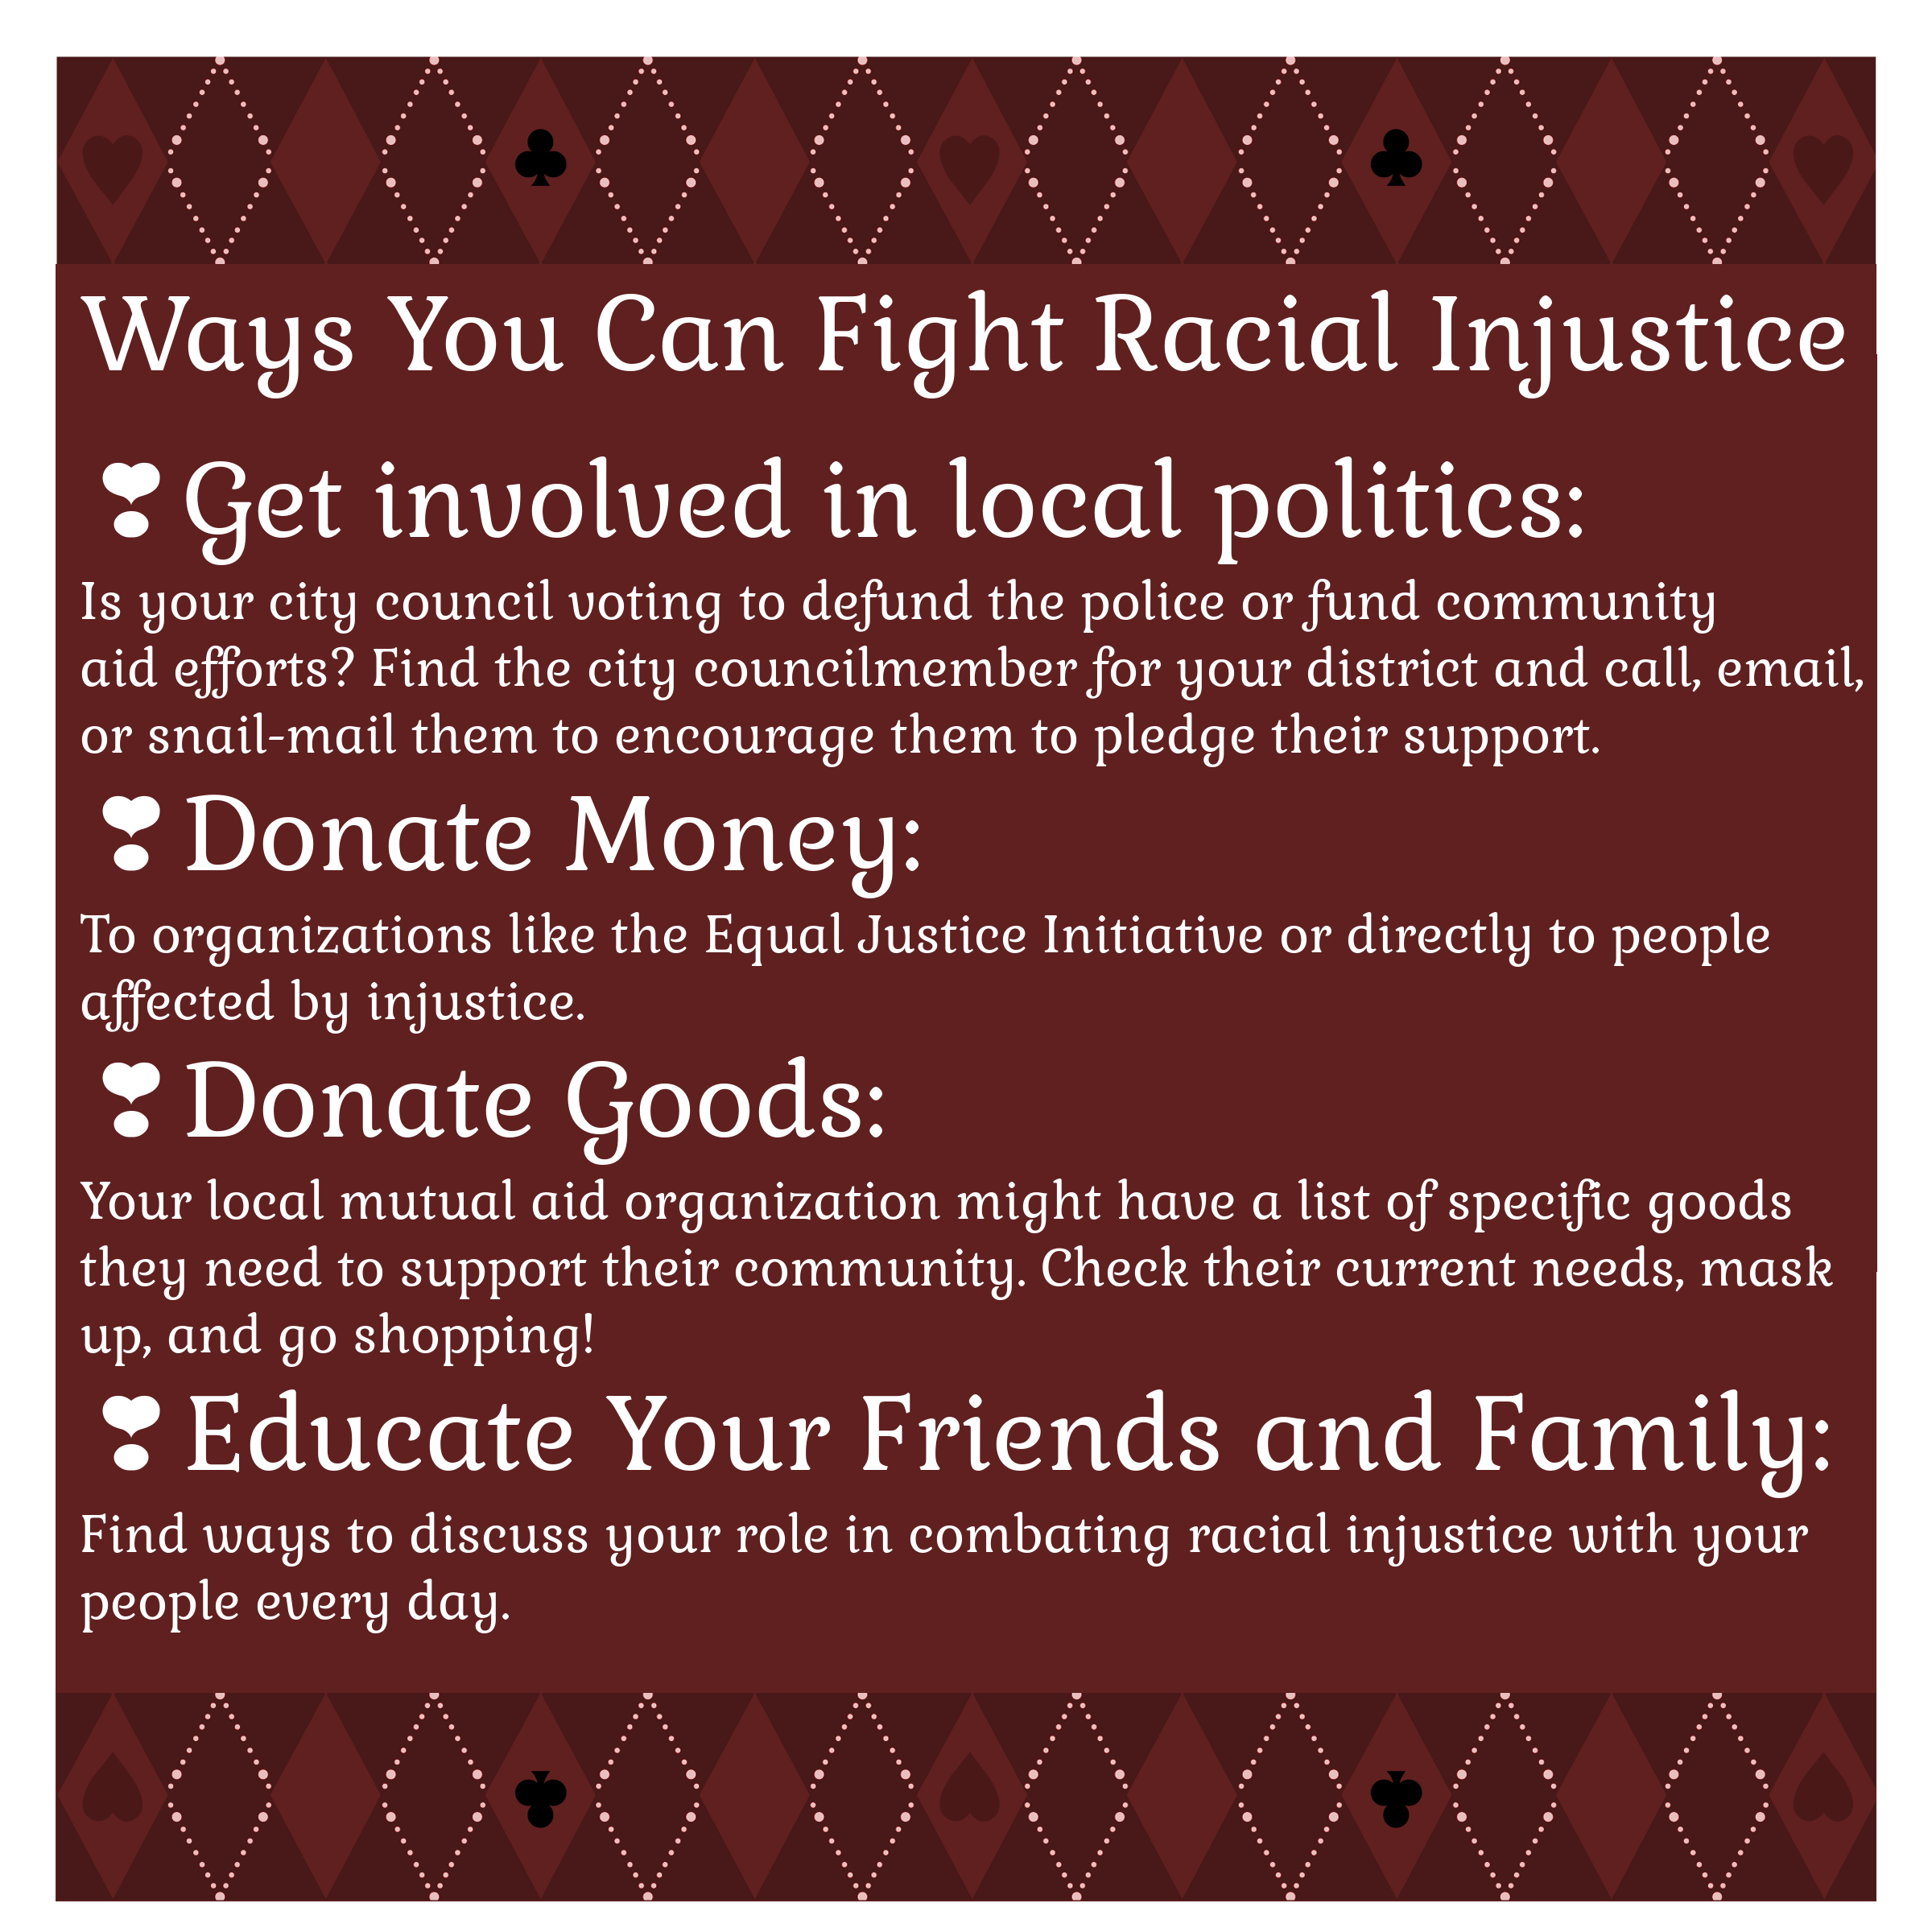 Ways You Can Fight Racial Injustice
❣ Get involved in local politics:
Is your city council voting to defund the police or fund community
aid efforts? Find the city councilmember for your district and call, email,
or snail-mail them to encourage them to pledge their support.
❣ Donate Money:
To organizations like the Equal Justice Initiative or directly to people
affected by injustice.
❣ Donate Goods:
Your local mutual aid organization might have a list of specific goods
they need to support their community. Check their current needs, mask
up, and go shopping!
❣ Educate Your Friends and Family:
Find ways to discuss your role in combating racial injustice with your
people every day.